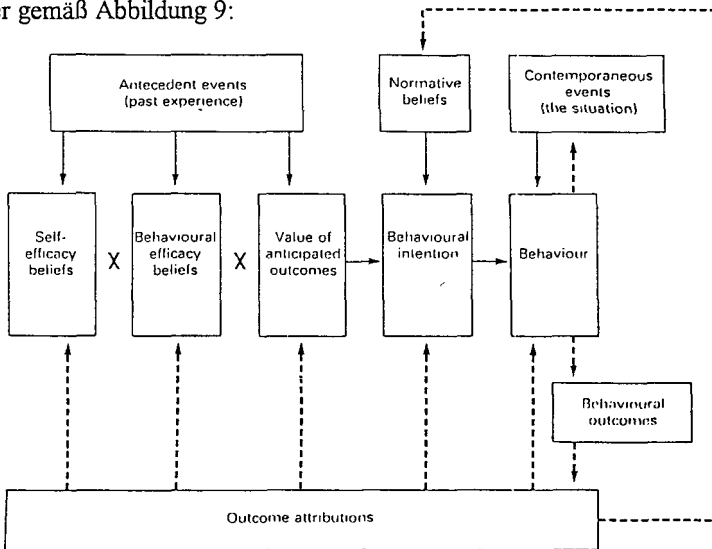 er gemäß Abbildung 9:
Antecedent events
(past experience)
Normative
beliefs
Contemporaneous
events
(the situation)
Self-
efficacy
beliefs
X
Behavioural
efficacy
beliefs
X
Value of
anticipated
outcomes
Behavioural
intention
Behaviour
Behavioural
outcomes
Outcome attributions